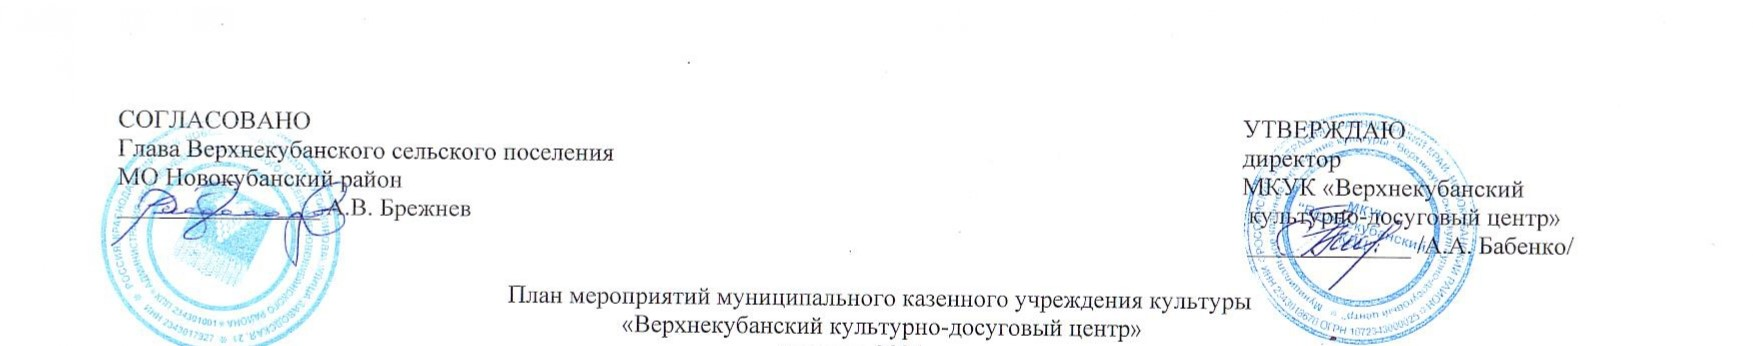 СОГЛАСОВАНО
Глава Верхнекубанского сельского поселения
МО Новокубанский район
А.В. Брежнев
УТВЕРЖДАЮ
директор
МКУК «Верхнекубанский
культурно-досуговый центр»
/А.А. Бабенко/
План мероприятий муниципального казенного учреждения культуры
«Верхнекубанский культурно-досуговый центр»